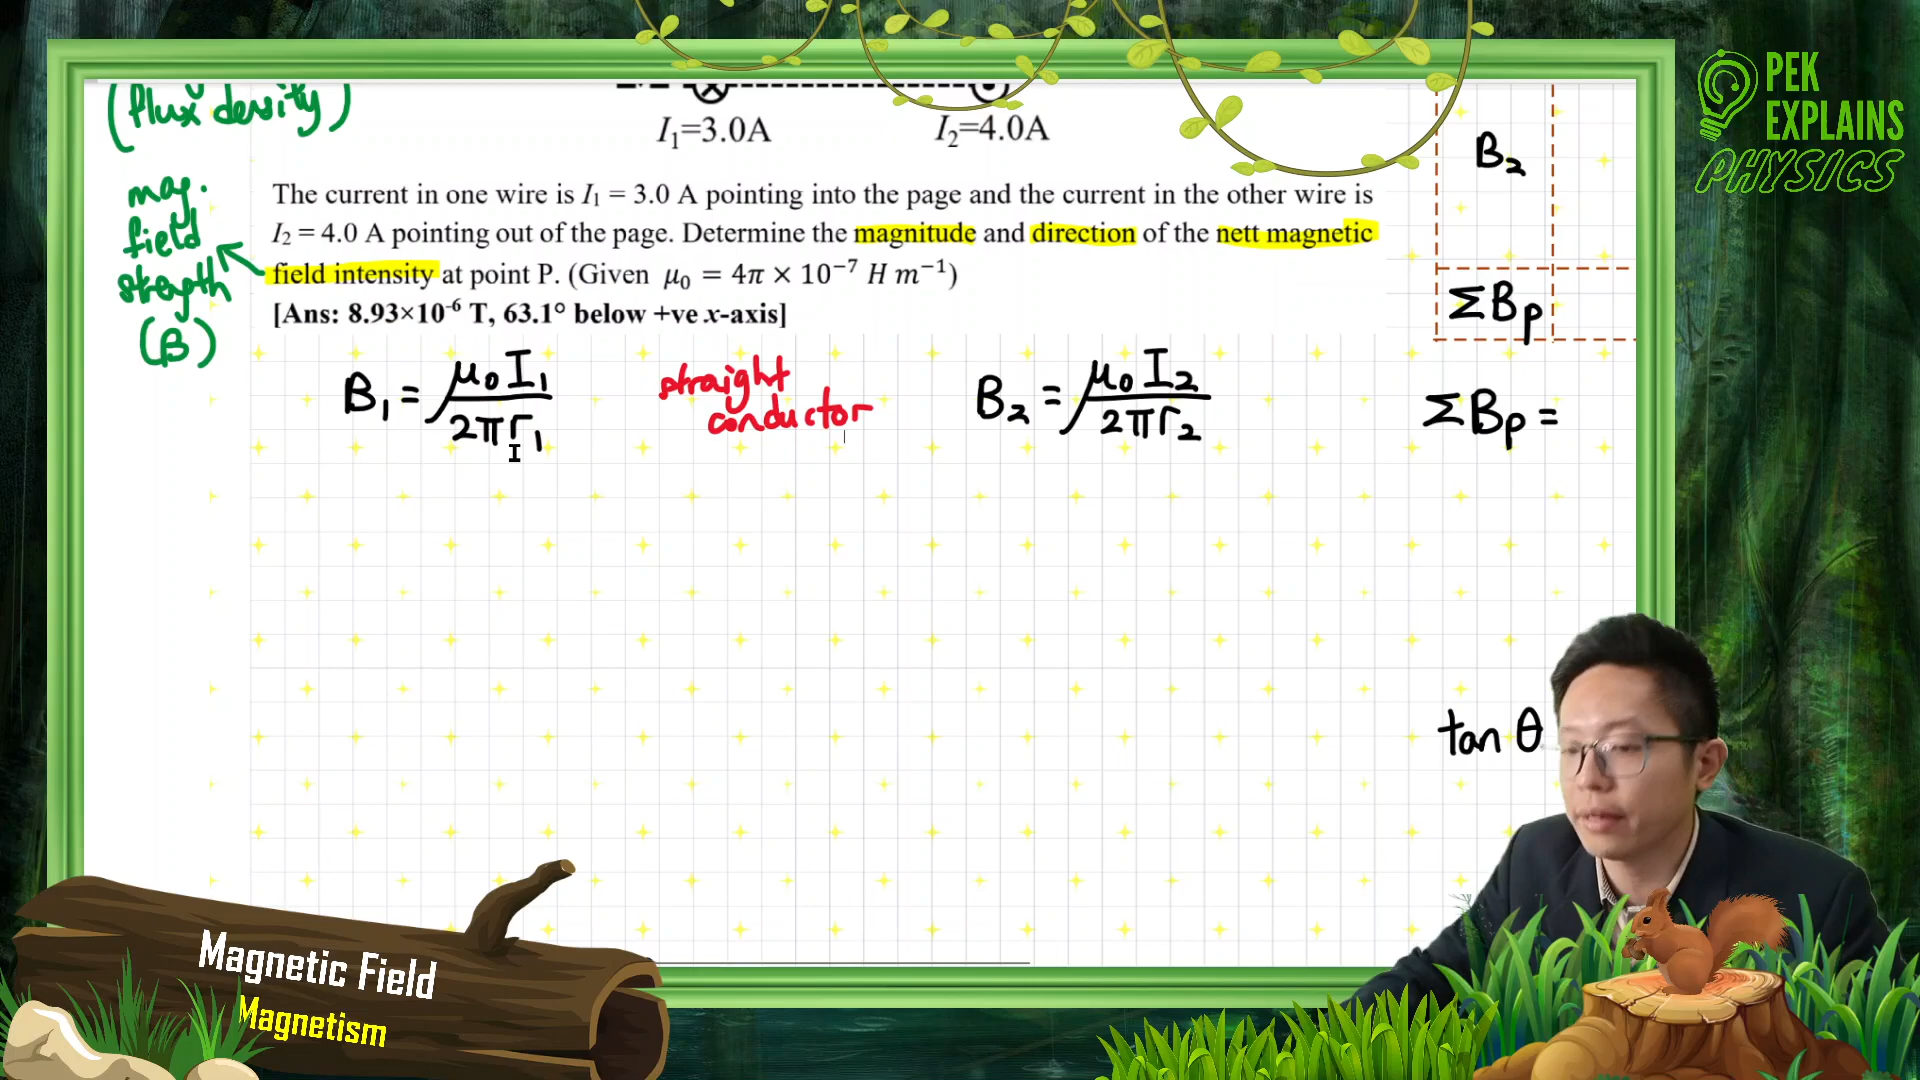 (flux density)
I₁=3.0A
I₂=4.0A
B₂
PEK
EXPLAINS
PHYSICS
mag.
field
strength
(B)
The current in one wire is I₁ = 3.0 A pointing into the page and the current in the other wire is
I₂ = 4.0 A pointing out of the page. Determine the magnitude and direction of the nett magnetic
field intensity at point P. (Given μ₀ = 4π × 10⁻⁷ H m⁻¹)
[Ans: 8.93×10⁻⁶ T, 63.1° below +ve x-axis]
ΣBp
B₁ = μ₀I₁ / 2πr₁
straight
conductor
B₂ = μ₀I₂ / 2πr₂
ΣBp =
tan θ
Magnetic Field
Magnetism